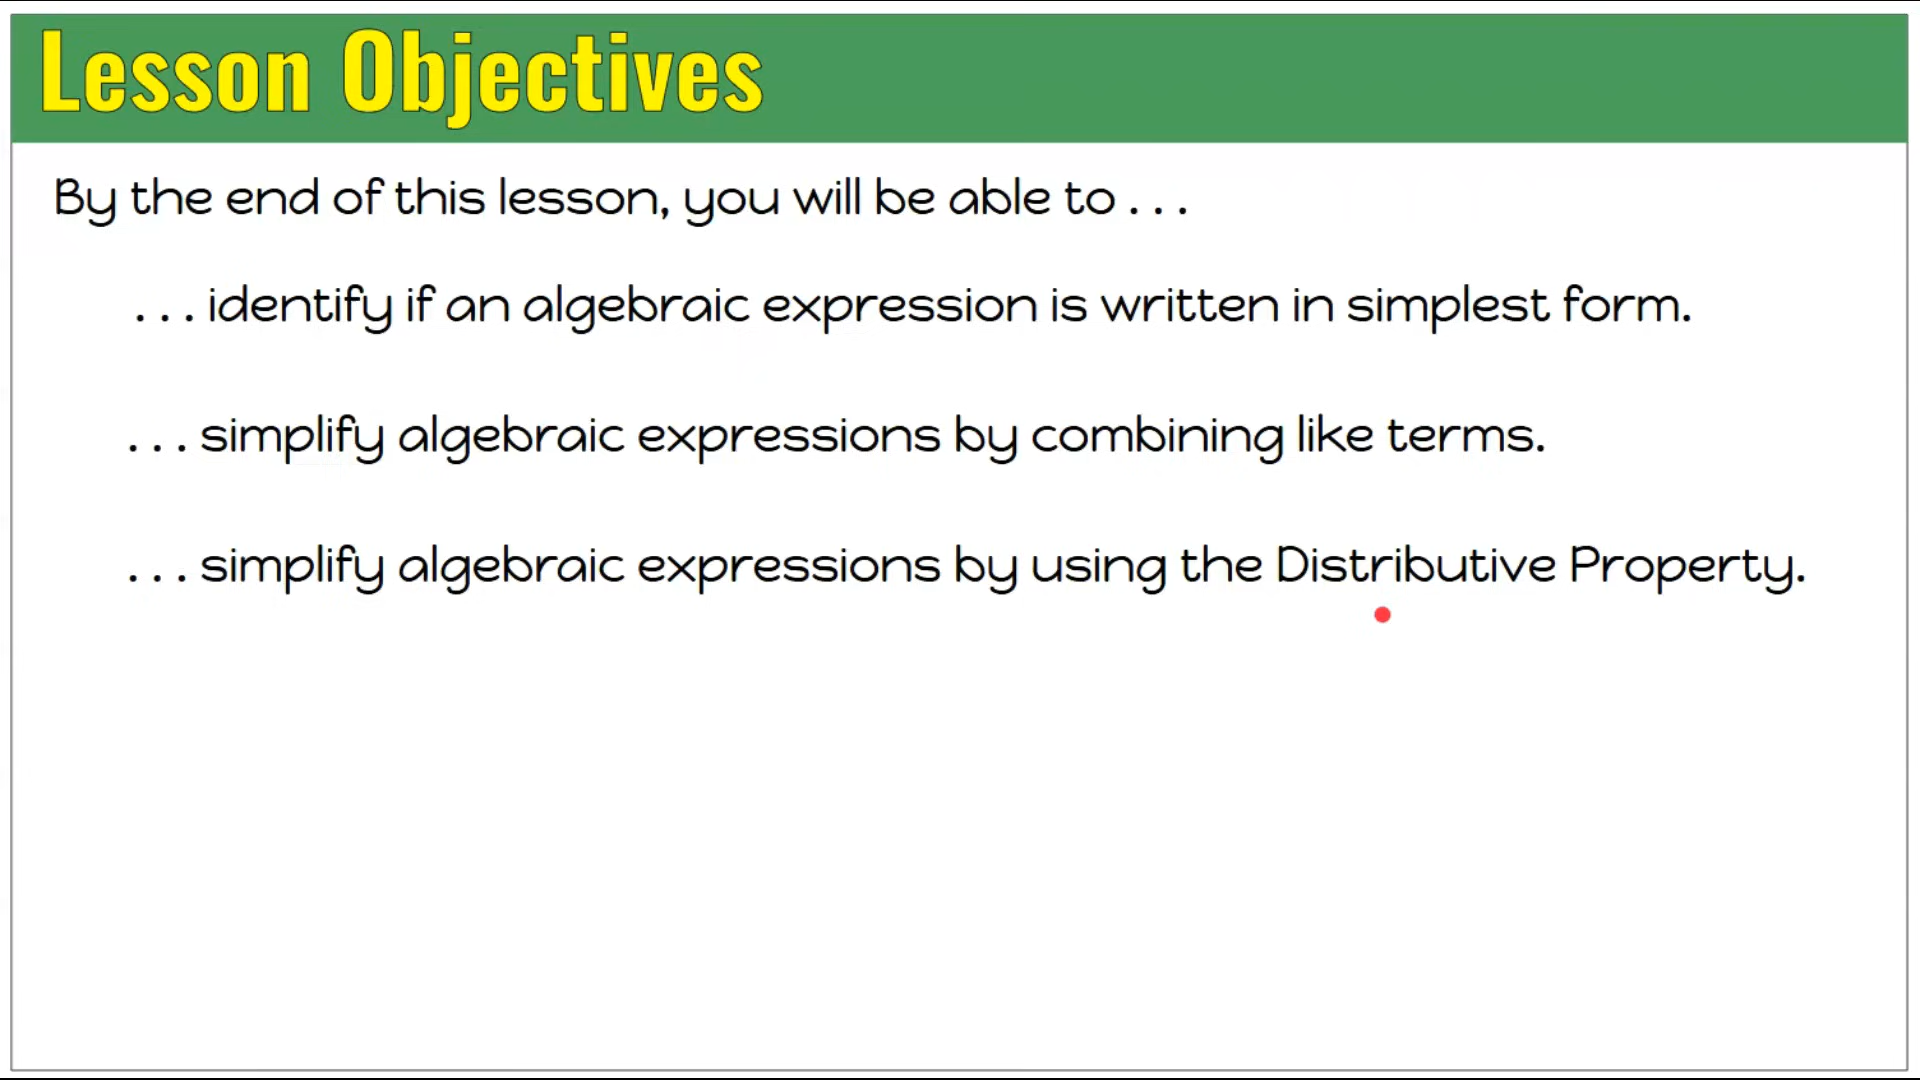 Lesson Objectives
By the end of this lesson, you will be able to . . .
. . . identify if an algebraic expression is written in simplest form.
. . . simplify algebraic expressions by combining like terms.
. . . simplify algebraic expressions by using the Distributive Property.